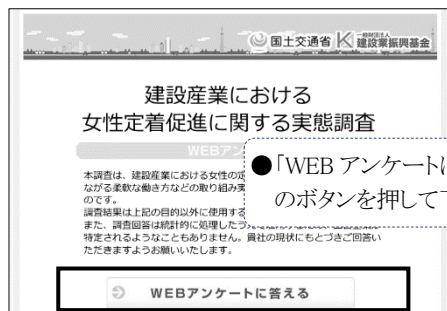 国土交通省 一般財団法人 建設業振興基金
建設産業における
女性定着促進に関する実態調査
WEBアン
本調査は、建設産業における女性の定
ながる柔軟な働き方などの取り組み実
のです。
調査結果は上記の目的以外に使用する
また、調査回答は統計的に処理したう
特定されるようなこともありません。貴社の現状にもとづきご回答い
ただきますようお願いいたします。
●「WEB アンケートに
のボタンを押して下
WEBアンケートに答える